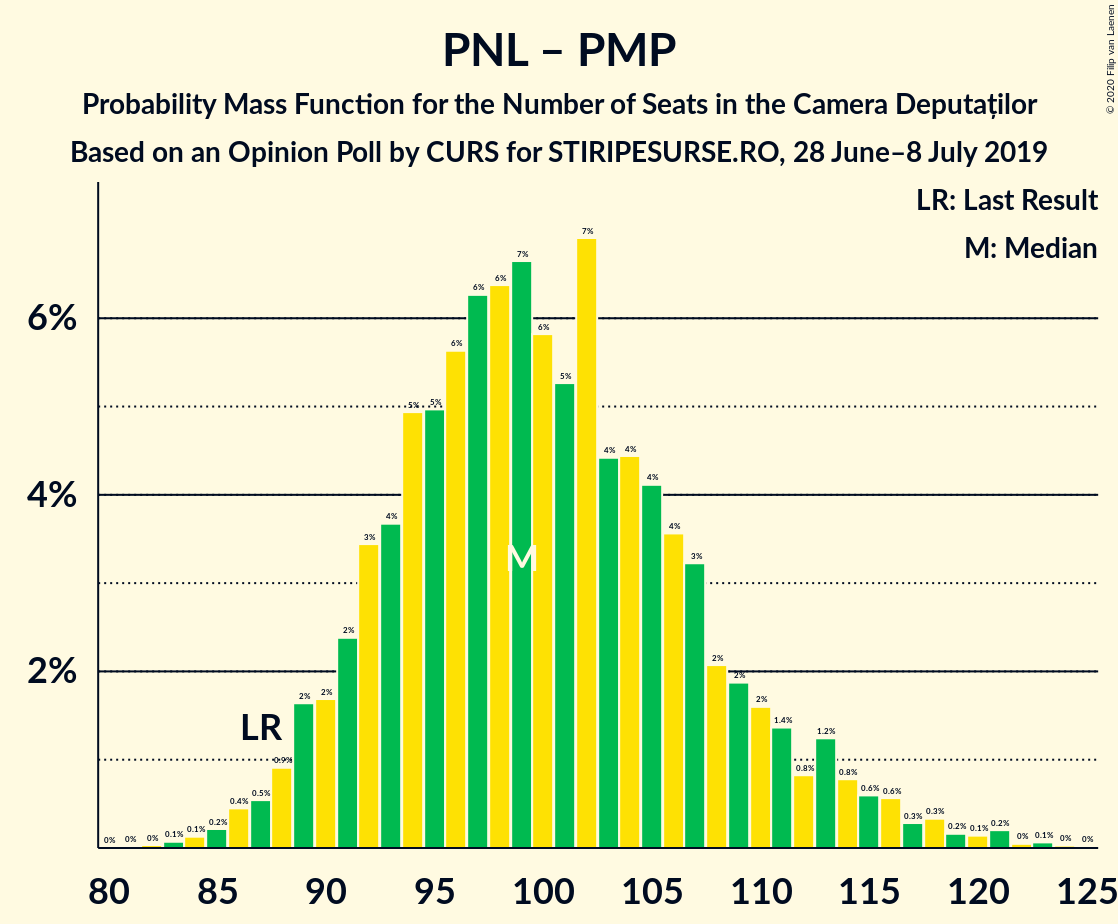 PNL – PMP
Probability Mass Function for the Number of Seats in the Camera Deputaților
Based on an Opinion Poll by CURS for STIRIPESURSE.RO, 28 June–8 July 2019
© 2020 Filip van Laenen
LR: Last Result
M: Median
6%
4%
2%
LR
M
0% 0% 0% 0.1% 0.1% 0.2% 0.4% 0.5% 0.9% 2% 2% 2% 3% 4% 5% 5% 6% 6% 6% 7% 6% 5% 7% 4% 4% 4% 4% 3% 2% 2% 2% 1.4% 0.8% 1.2% 0.8% 0.6% 0.6% 0.3% 0.3% 0.2% 0.1% 0.2% 0% 0.1% 0% 0%
80 85 90 95 100 105 110 115 120 125